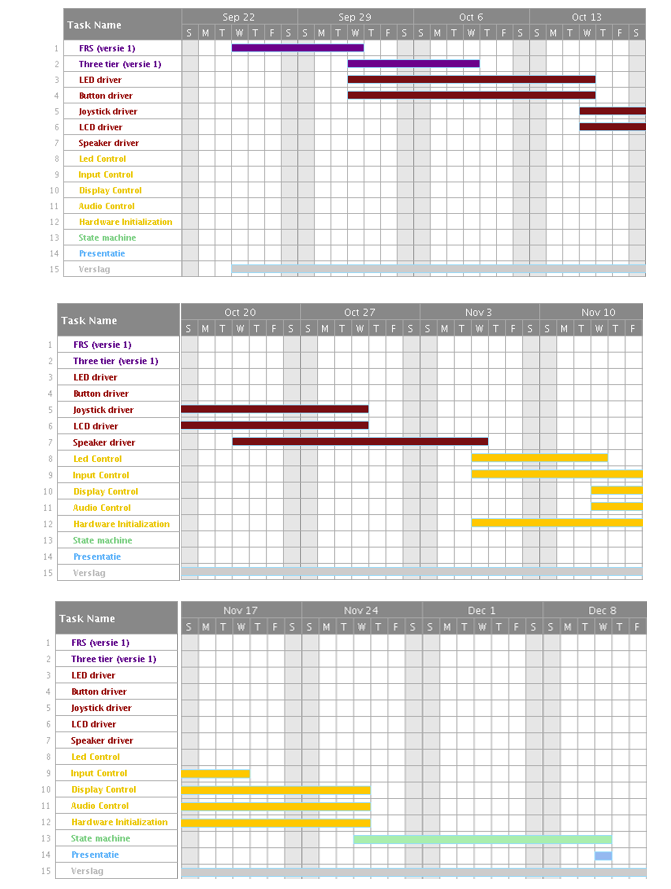 Task Name
Sep 22 Sep 29 Oct 6 Oct 13
S M T W T F S S M T W T F S S M T W T F S S M T W T F S
1 FRS (versie 1)
2 Three tier (versie 1)
3 LED driver
4 Button driver
5 Joystick driver
6 LCD driver
7 Speaker driver
8 Led Control
9 Input Control
10 Display Control
11 Audio Control
12 Hardware Initialization
13 State machine
14 Presentatie
15 Verslag
Task Name
Oct 20 Oct 27 Nov 3 Nov 10
S M T W T F S S M T W T F S S M T W T F S S M T W T F
1 FRS (versie 1)
2 Three tier (versie 1)
3 LED driver
4 Button driver
5 Joystick driver
6 LCD driver
7 Speaker driver
8 Led Control
9 Input Control
10 Display Control
11 Audio Control
12 Hardware Initialization
13 State machine
14 Presentatie
15 Verslag
Task Name
Nov 17 Nov 24 Dec 1 Dec 8
S M T W T F S S M T W T F S S M T W T F S S M T W T F
1 FRS (versie 1)
2 Three tier (versie 1)
3 LED driver
4 Button driver
5 Joystick driver
6 LCD driver
7 Speaker driver
8 Led Control
9 Input Control
10 Display Control
11 Audio Control
12 Hardware Initialization
13 State machine
14 Presentatie
15 Verslag